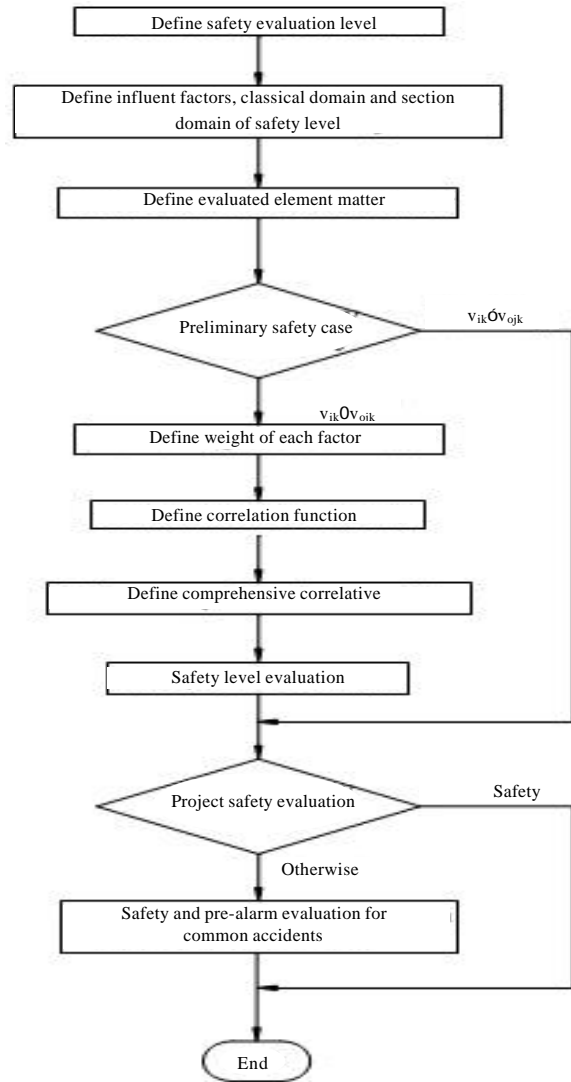 Define safety evaluation level
Define influent factors, classical domain and section
domain of safety level
Define evaluated element matter
Preliminary safety case
vikóvojk
vik0voik
Define weight of each factor
Define correlation function
Define comprehensive correlative
Safety level evaluation
Project safety evaluation
Safety
Otherwise
Safety and pre-alarm evaluation for
common accidents
End